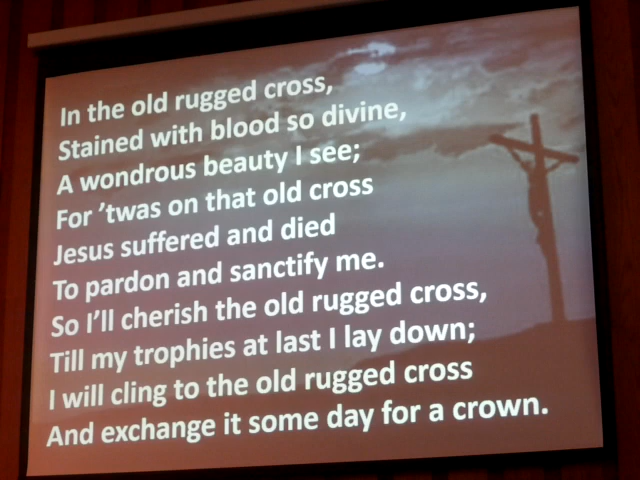 In the old rugged cross,
Stained with blood so divine,
A wondrous beauty I see;
For ’twas on that old cross
Jesus suffered and died
To pardon and sanctify me.
So I’ll cherish the old rugged cross,
Till my trophies at last I lay down;
I will cling to the old rugged cross
And exchange it some day for a crown.